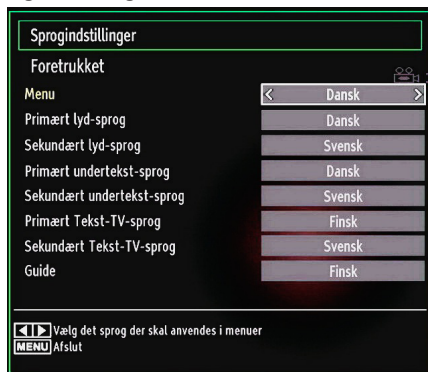 Sprogindstillinger
Foretrukket
Menu < Dansk >
Primært lyd-sprog Dansk
Sekundært lyd-sprog Svensk
Primært undertekst-sprog Dansk
Sekundært undertekst-sprog Svensk
Primært Tekst-TV-sprog Finsk
Sekundært Tekst-TV-sprog Svensk
Guide Finsk
Vælg det sprog der skal anvendes i menuer
MENU Afslut